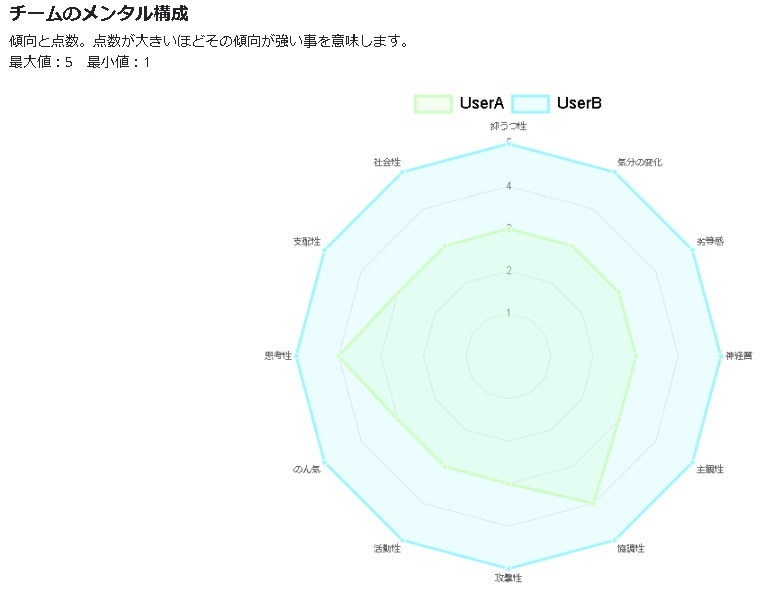 チームのメンタル構成
傾向と点数。点数が大きいほどその傾向が強い事を意味します。
最大値：5　最小値：1
UserA UserB
抑うつ性
社会性 5 気分の変化
4
支配性 3 劣等感
2
1
思考性 神経質
のん気 主観性
活動性 協調性
攻撃性